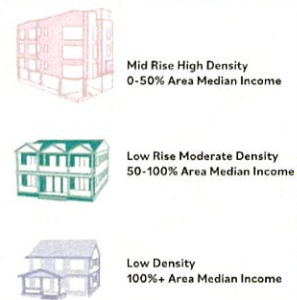 Mid Rise High Density
0-50% Area Median Income
Low Rise Moderate Density
50-100% Area Median Income
Low Density
100%+ Area Median Income